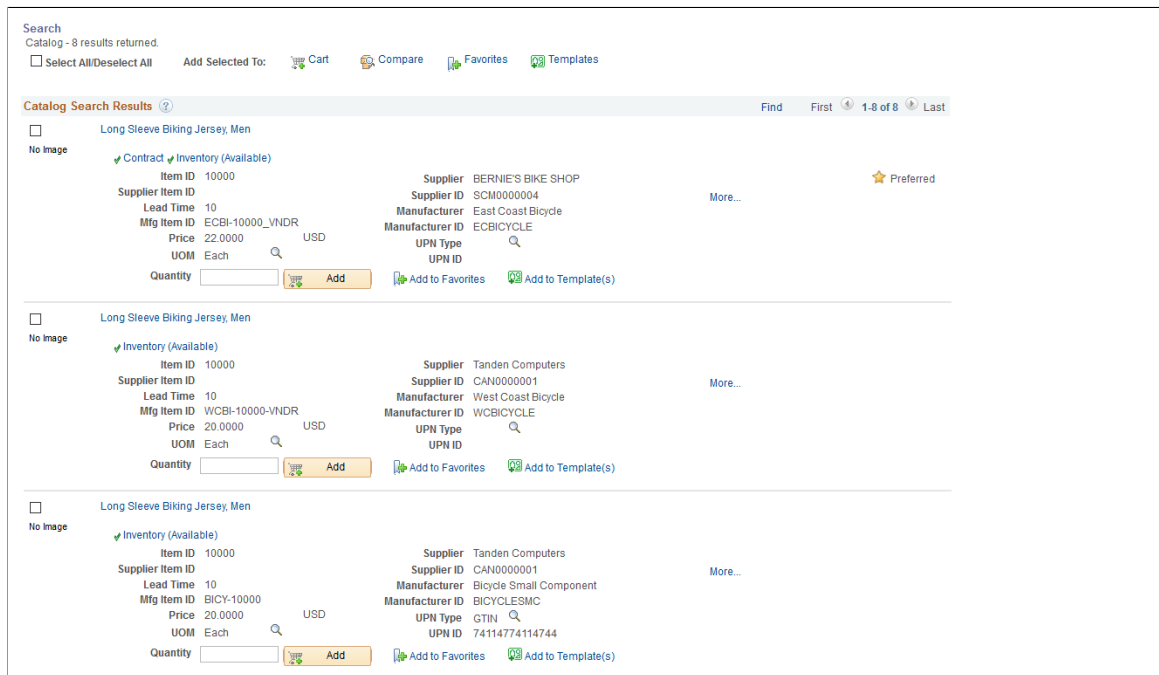 Search
Catalog - 8 results returned.
Select All/Deselect All Add Selected To: Cart Compare Favorites Templates
Catalog Search Results Find First 1-8 of 8 Last
Long Sleeve Biking Jersey, Men
No Image
Contract Inventory (Available)
Item ID 10000 Supplier BERNIE'S BIKE SHOP Preferred
Supplier Item ID Supplier ID SCM0000004 More...
Lead Time 10 Manufacturer East Coast Bicycle
Mfg Item ID ECBI-10000_VNDR Manufacturer ID ECBICYCLE
Price 22.0000 USD UPN Type
UOM Each UPN ID
Quantity Add Add to Favorites Add to Template(s)
Long Sleeve Biking Jersey, Men
No Image
Inventory (Available)
Item ID 10000 Supplier Tanden Computers
Supplier Item ID Supplier ID CAN0000001 More...
Lead Time 10 Manufacturer West Coast Bicycle
Mfg Item ID WCBI-10000-VNDR Manufacturer ID WCBICYCLE
Price 20.0000 USD UPN Type
UOM Each UPN ID
Quantity Add Add to Favorites Add to Template(s)
Long Sleeve Biking Jersey, Men
No Image
Inventory (Available)
Item ID 10000 Supplier Tanden Computers
Supplier Item ID Supplier ID CAN0000001 More...
Lead Time 10 Manufacturer Bicycle Small Component
Mfg Item ID BICY-10000 Manufacturer ID BICYCLESMC
Price 20.0000 USD UPN Type GTIN
UOM Each UPN ID 74114774114744
Quantity Add Add to Favorites Add to Template(s)